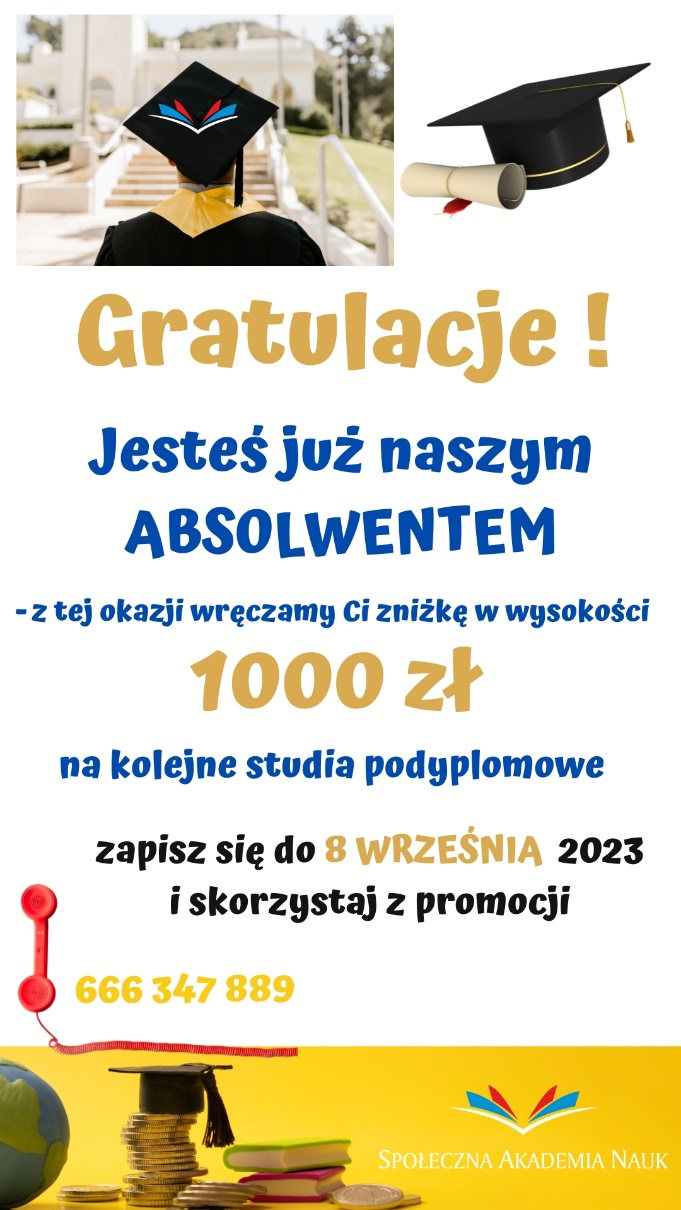 Gratulacje !
Jesteś już naszym
ABSOLWENTEM
- z tej okazji wręczamy Ci zniżkę w wysokości
1000 zł
na kolejne studia podyplomowe
zapisz się do 8 WRZEŚNIA 2023
i skorzystaj z promocji
666 347 889
SPOŁECZNA AKADEMIA NAUK